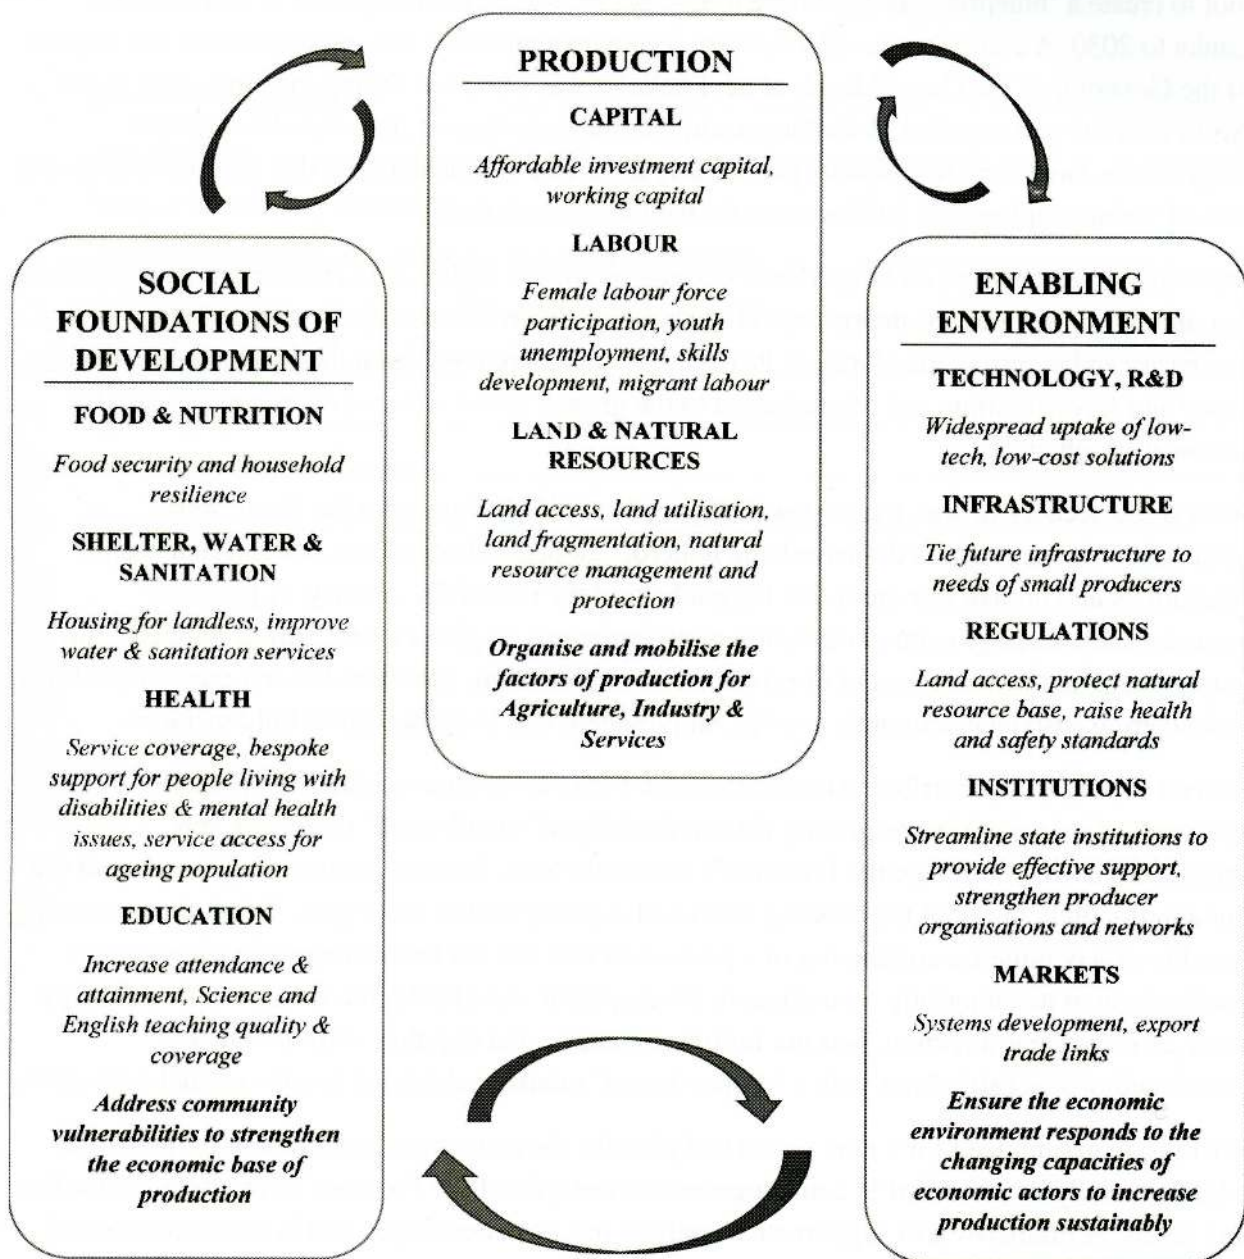 to create a
to 2030
the
PRODUCTION
CAPITAL
Affordable investment capital,
working capital
LABOUR
Female labour force
participation, youth
unemployment, skills
development, migrant labour
LAND & NATURAL
RESOURCES
Land access, land utilisation,
land fragmentation, natural
resource management and
protection
Organise and mobilise the
factors of production for
Agriculture, Industry &
Services
SOCIAL
FOUNDATIONS OF
DEVELOPMENT
FOOD & NUTRITION
Food security and household
resilience
SHELTER, WATER &
SANITATION
Housing for landless, improve
water & sanitation services
HEALTH
Service coverage, bespoke
support for people living with
disabilities & mental health
issues, service access for
ageing population
EDUCATION
Increase attendance &
attainment, Science and
English teaching quality &
coverage
Address community
vulnerabilities to strengthen
the economic base of
production
ENABLING
ENVIRONMENT
TECHNOLOGY, R&D
Widespread uptake of low-
tech, low-cost solutions
INFRASTRUCTURE
Tie future infrastructure to
needs of small producers
REGULATIONS
Land access, protect natural
resource base, raise health
and safety standards
INSTITUTIONS
Streamline state institutions to
provide effective support,
strengthen producer
organisations and networks
MARKETS
Systems development, export
trade links
Ensure the economic
environment responds to the
changing capacities of
economic actors to increase
production sustainably